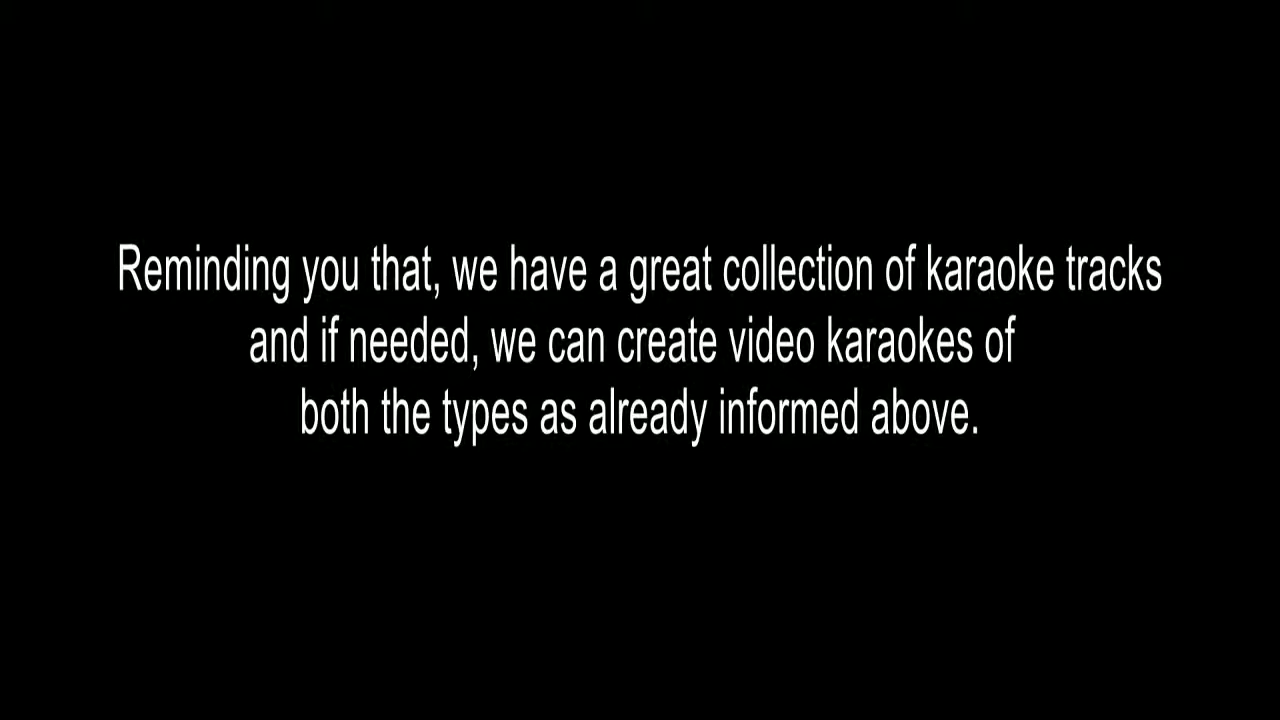 Reminding you that, we have a great collection of karaoke tracks
and if needed, we can create video karaokes of
both the types as already informed above.